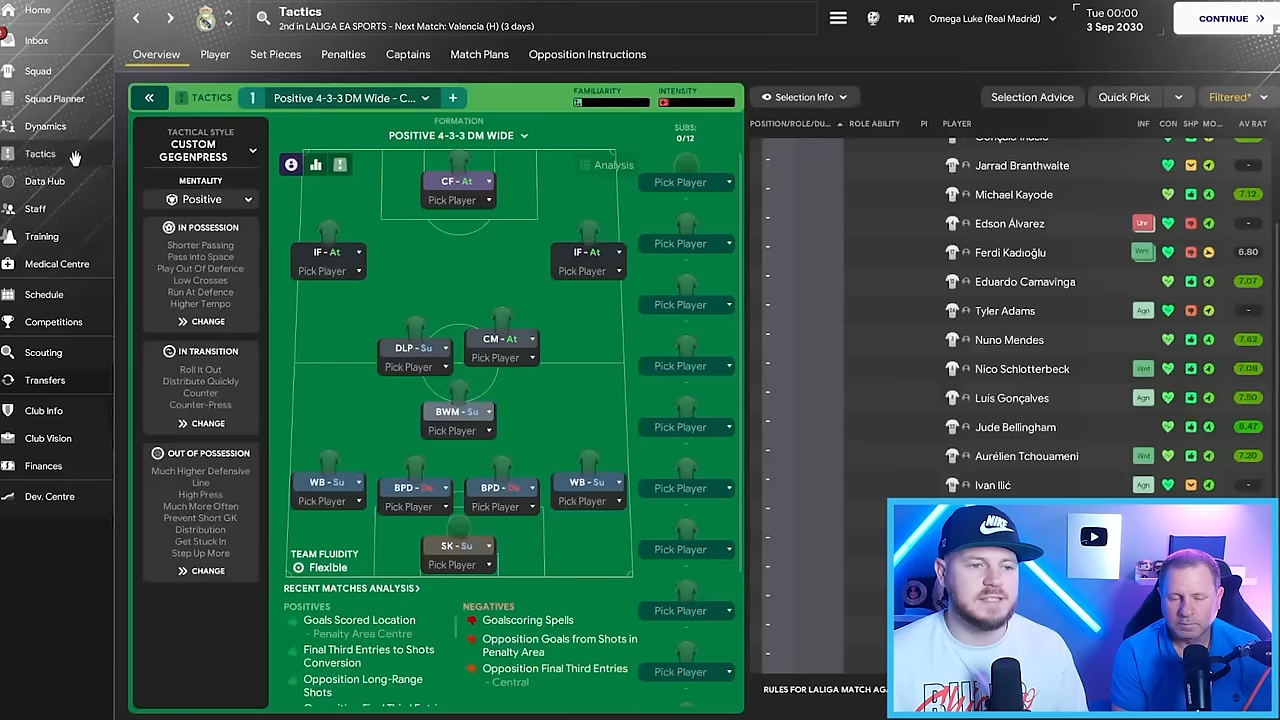 Home
Inbox
Squad
Squad Planner
Dynamics
Tactics
Data Hub
Staff
Training
Medical Centre
Schedule
Competitions
Scouting
Transfers
Club Info
Club Vision
Finances
Dev. Centre
Tactics
2nd in LALIGA EA SPORTS - Next Match: Valencia (H) (3 days)
FM
Omega Luke (Real Madrid)
Tue 00:00
3 Sep 2030
CONTINUE
Overview Player Set Pieces Penalties Captains Match Plans Opposition Instructions
TACTICS 1 Positive 4-3-3 DM Wide - C... +
FAMILIARITY
INTENSITY
TACTICAL STYLE
CUSTOM
GEGENPRESS
MENTALITY
Positive
IN POSSESSION
Shorter Passing
Pass Into Space
Play Out Of Defence
Low Crosses
Run At Defence
Higher Tempo
CHANGE
IN TRANSITION
Roll It Out
Distribute Quickly
Counter
Counter-Press
CHANGE
OUT OF POSSESSION
Much Higher Defensive
Line
High Press
Much More Often
Prevent Short GK
Distribution
Get Stuck In
Step Up More
CHANGE
FORMATION
POSITIVE 4-3-3 DM WIDE
Analysis
CF - At
Pick Player
IF - At
Pick Player
IF - At
Pick Player
DLP - Su
Pick Player
CM - At
Pick Player
BWM - Su
Pick Player
WB - Su
Pick Player
BPD - De
Pick Player
BPD - De
Pick Player
WB - Su
Pick Player
SK - Su
Pick Player
TEAM FLUIDITY
Flexible
SUBS:
0/12
Pick Player
Pick Player
Pick Player
Pick Player
Pick Player
Pick Player
Pick Player
Pick Player
Pick Player
RECENT MATCHES ANALYSIS
POSITIVES
Goals Scored Location
- Penalty Area Centre
Final Third Entries to Shots
Conversion
Opposition Long-Range
Shots
NEGATIVES
Goalscoring Spells
Opposition Goals from Shots in
Penalty Area
Opposition Final Third Entries
- Central
Selection Info
Selection Advice
Quick Pick
Filtered*
POSITION/ROLE/DU... ROLE ABILITY PI PLAYER INF CON SHP MO... AV RAT
Jarrad Branthwaite -
Michael Kayode 7.12
Edson Álvarez Unr -
Ferdi Kadıoğlu Wnt 6.80
Eduardo Camavinga 7.07
Tyler Adams Agn -
Nuno Mendes 7.62
Nico Schlotterbeck Wnt 7.08
Luis Gonçalves Agn 7.50
Jude Bellingham 8.47
Aurélien Tchouameni Wnt 7.20
Ivan Ilić Agn -
RULES FOR LALIGA MATCH AGA